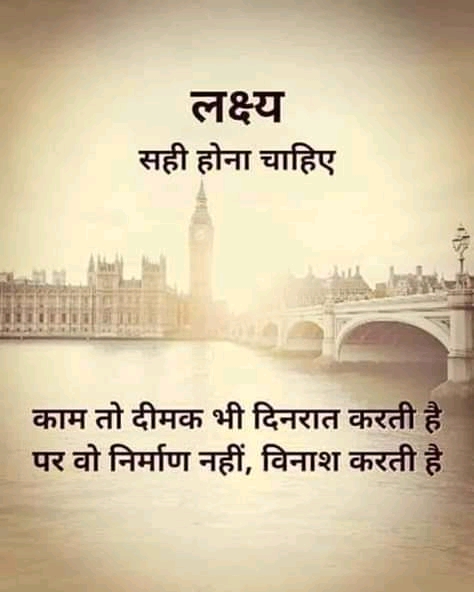 लक्ष्य
सही होना चाहिए
काम तो दीमक भी दिनरात करती है
पर वो निर्माण नहीं, विनाश करती है